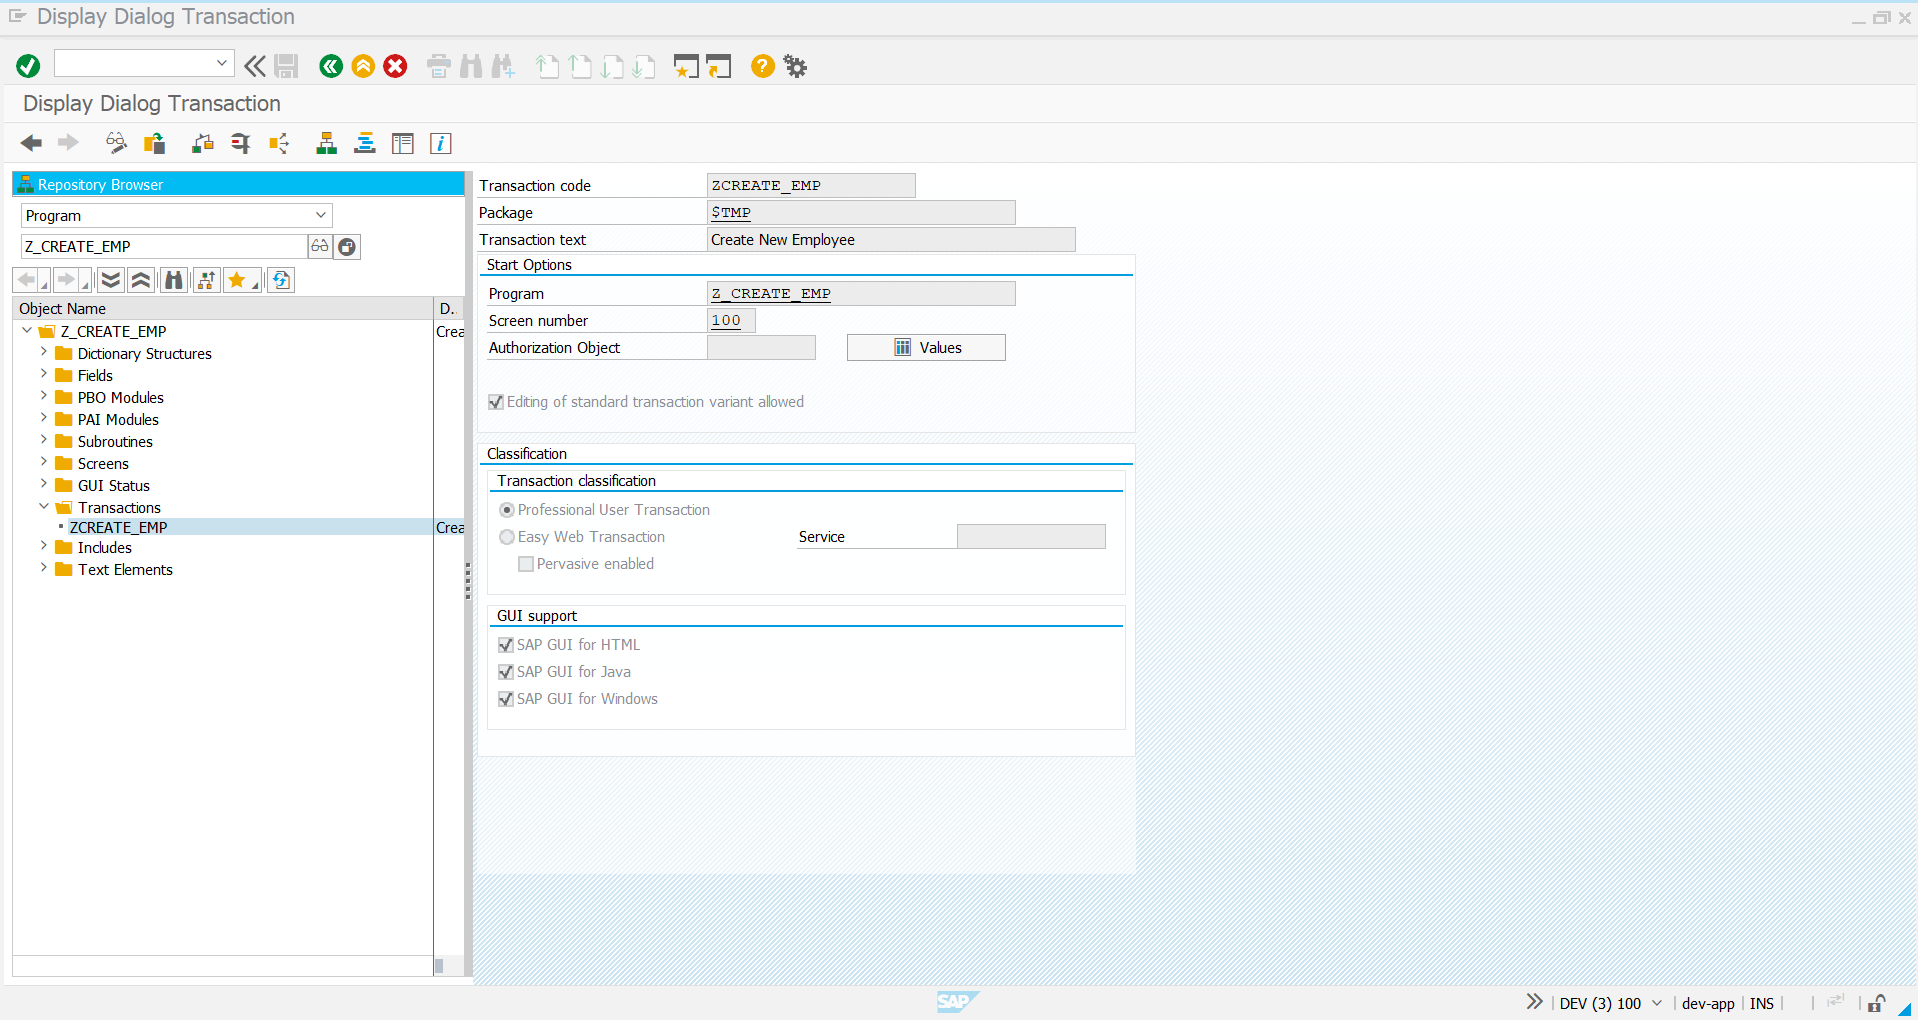 Display Dialog Transaction
Display Dialog Transaction
Repository Browser
Program
Z_CREATE_EMP
Object Name D..
Z_CREATE_EMP Crea
Dictionary Structures
Fields
PBO Modules
PAI Modules
Subroutines
Screens
GUI Status
Transactions
ZCREATE_EMP Crea
Includes
Text Elements
Transaction code ZCREATE_EMP
Package $TMP
Transaction text Create New Employee
Start Options
Program Z_CREATE_EMP
Screen number 100
Authorization Object Values
Editing of standard transaction variant allowed
Classification
Transaction classification
Professional User Transaction
Easy Web Transaction Service
Pervasive enabled
GUI support
SAP GUI for HTML
SAP GUI for Java
SAP GUI for Windows
SAP DEV (3) 100 dev-app INS